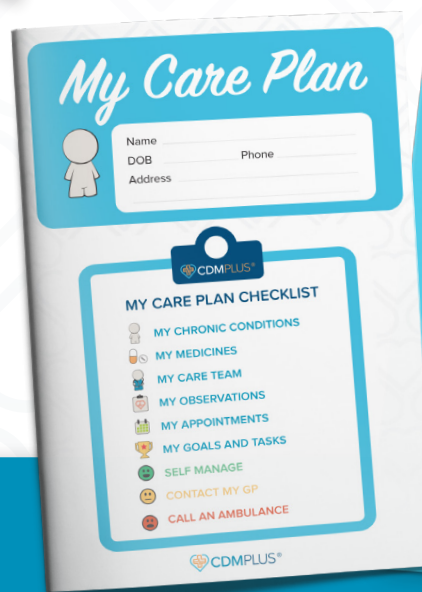 My Care Plan
Name
DOB Phone
Address
CDMPLUS®
MY CARE PLAN CHECKLIST
MY CHRONIC CONDITIONS
MY MEDICINES
MY CARE TEAM
MY OBSERVATIONS
MY APPOINTMENTS
MY GOALS AND TASKS
SELF MANAGE
CONTACT MY GP
CALL AN AMBULANCE
CDMPLUS®